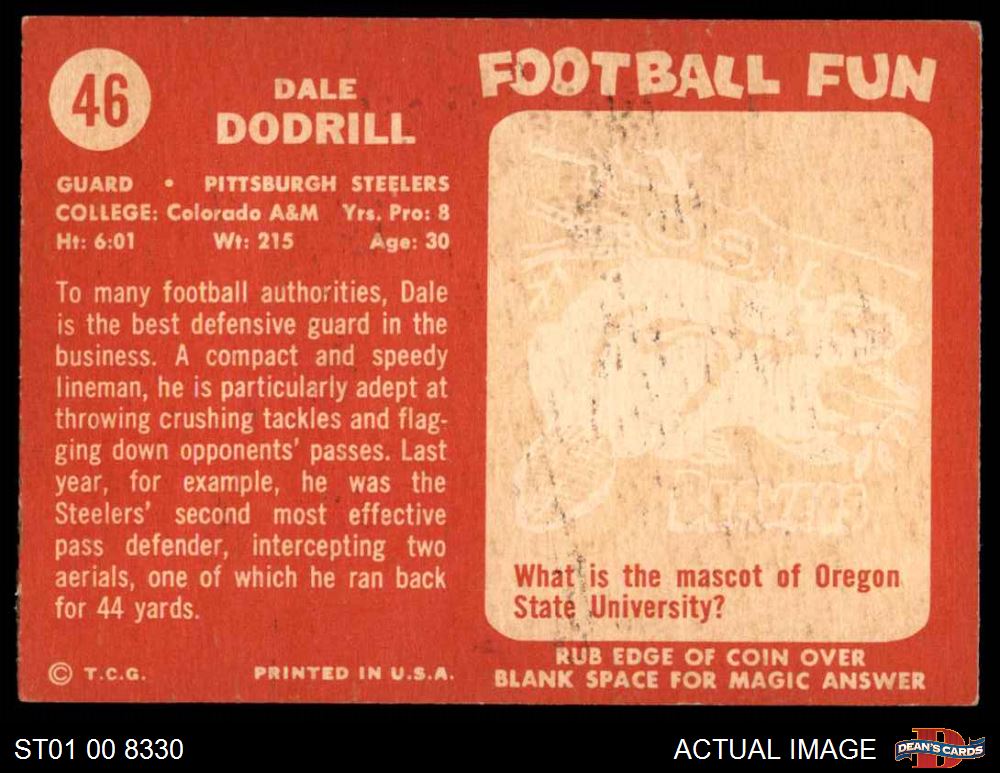 46
DALE
DODRILL
GUARD • PITTSBURGH STEELERS
COLLEGE: Colorado A&M Yrs. Pro: 8
Ht: 6:01 Wt: 215 Age: 30
To many football authorities, Dale
is the best defensive guard in the
business. A compact and speedy
lineman, he is particularly adept at
throwing crushing tackles and flag-
ging down opponents' passes. Last
year, for example, he was the
Steelers' second most effective
pass defender, intercepting two
aerials, one of which he ran back
for 44 yards.
© T.C.G. PRINTED IN U.S.A.
FOOTBALL FUN
What is the mascot of Oregon
State University?
RUB EDGE OF COIN OVER
BLANK SPACE FOR MAGIC ANSWER
ST01 00 8330
ACTUAL IMAGE
DEAN'S CARDS